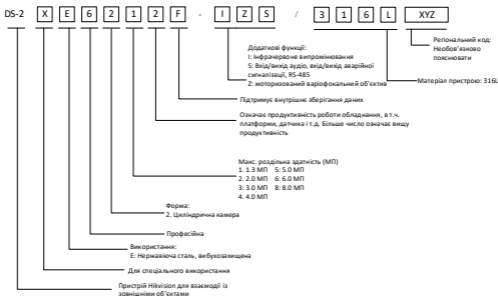 DS-2 X E 6 2 1 2 F - I Z S / 3 1 6 L XYZ
Регіональний код:
Необов'язково
пояснювати
Додаткові функції:
I: Інфрачервоне випромінювання
S: Вхід/вихід аудіо, вхід/вихід аварійної
сигналізації, RS-485
Z: моторизований варіофокальний об'єктив
Матеріал пристрою: 316L
Підтримує внутрішнє зберігання даних
Означає продуктивність роботи обладнання, в т.ч.
платформи, датчика і т.д. Більше число означає вищу
продуктивність
Макс. роздільна здатність (МП)
1. 1.3 МП 5: 5.0 МП
2: 2.0 МП 6: 6.0 МП
3: 3.0 МП 8: 8.0 МП
4. 4.0 МП
Форма:
2. Циліндрична камера
Професійна
Використання:
E: Нержавіюча сталь, вибухозахищена
Для спеціального використання
Пристрій Hikvision для взаємодії із
зовнішніми об'єктами